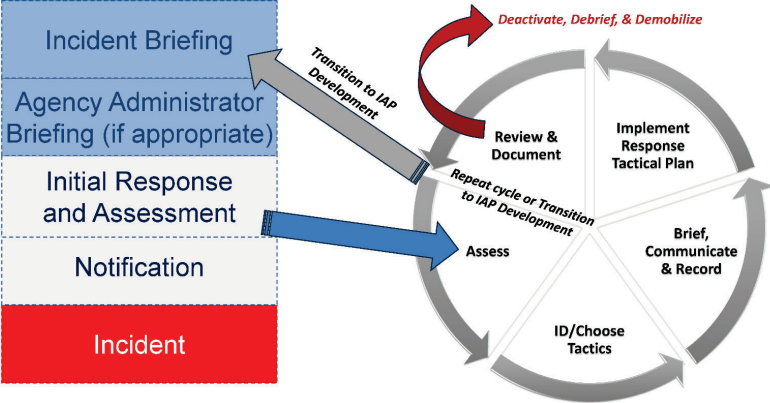 Incident Briefing
Agency Administrator
Briefing (if appropriate)
Initial Response
and Assessment
Notification
Incident
Transition to IAP
Development
Deactivate, Debrief, & Demobilize
Review &
Document
Implement
Response
Tactical Plan
Repeat cycle or Transition
to IAP Development
Assess
Brief,
Communicate
& Record
ID/Choose
Tactics